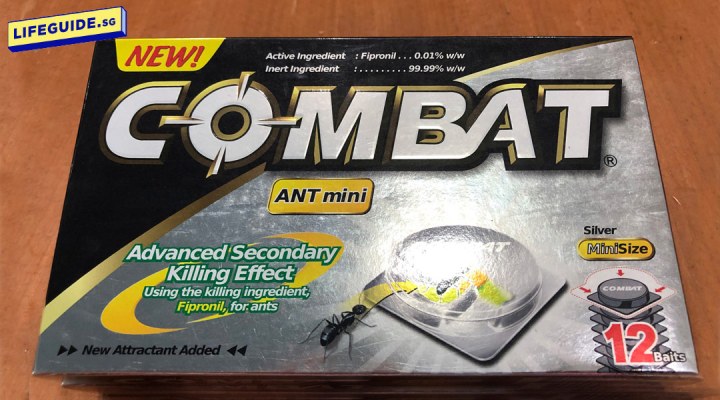 LIFEGUIDE.SG
NEW!
Active Ingredient : Fipronil . . . 0.01% w/w
Inert Ingredient : . . . . . . . . . 99.99% w/w
COMBAT®
ANT mini
Advanced Secondary
Killing Effect
Using the killing ingredient,
Fipronil, for ants
▶▶ New Attractant Added ◀◀
COMBAT
Silver
MiniSize
COMBAT
12 Baits